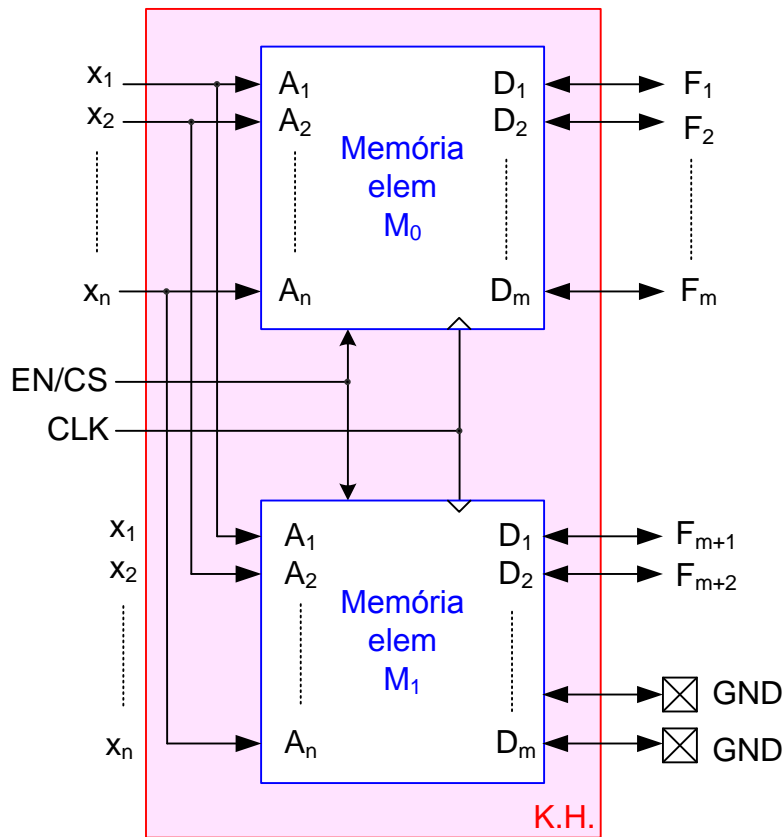 x₁ A₁ D₁ F₁
x₂ A₂ D₂ F₂
Memória
elem
M₀
xₙ Aₙ Dₘ Fₘ
EN/CS
CLK
x₁ A₁ D₁ Fₘ₊₁
x₂ A₂ D₂ Fₘ₊₂
Memória
elem
M₁
GND
xₙ Aₙ Dₘ GND
K.H.